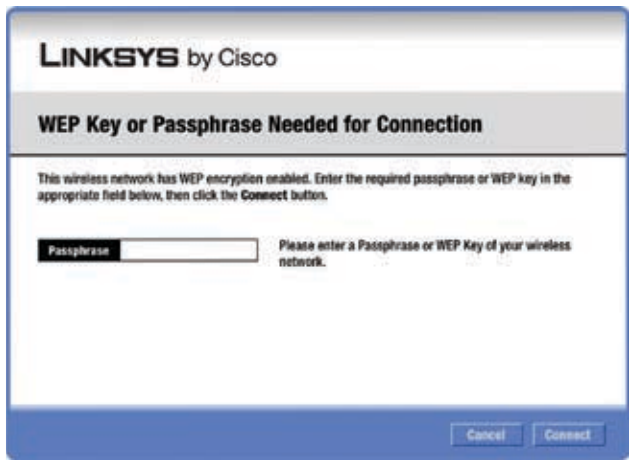 LINKSYS by Cisco
WEP Key or Passphrase Needed for Connection
This wireless network has WEP encryption enabled. Enter the required passphrase or WEP key in the
appropriate field below, then click the Connect button.
Passphrase
Please enter a Passphrase or WEP Key of your wireless
network.
Cancel
Connect